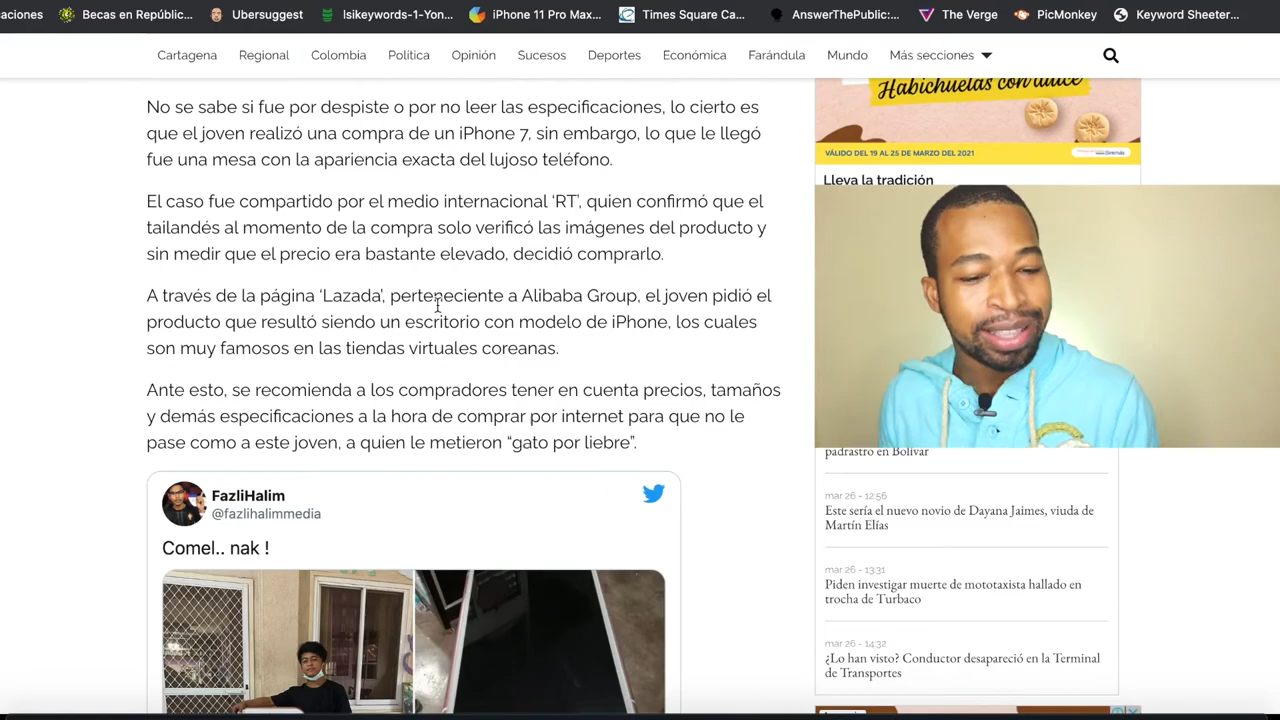 aciones
Becas en Repúblic...
Ubersuggest
Isikeywords-1-Yon...
iPhone 11 Pro Max...
Times Square Ca...
AnswerThePublic:...
The Verge
PicMonkey
Keyword Sheeter...
Cartagena
Regional
Colombia
Política
Opinión
Sucesos
Deportes
Económica
Farándula
Mundo
Más secciones
No se sabe si fue por despiste o por no leer las especificaciones, lo cierto es
que el joven realizó una compra de un iPhone 7, sin embargo, lo que le llegó
fue una mesa con la apariencia exacta del lujoso teléfono.
El caso fue compartido por el medio internacional ‘RT’, quien confirmó que el
tailandés al momento de la compra solo verificó las imágenes del producto y
sin medir que el precio era bastante elevado, decidió comprarlo.
A través de la página ‘Lazada’, perteneciente a Alibaba Group, el joven pidió el
producto que resultó siendo un escritorio con modelo de iPhone, los cuales
son muy famosos en las tiendas virtuales coreanas.
Ante esto, se recomienda a los compradores tener en cuenta precios, tamaños
y demás especificaciones a la hora de comprar por internet para que no le
pase como a este joven, a quien le metieron “gato por liebre”.
FazliHalim
@fazlihalimmedia
Comel.. nak !
Habichuelas con dulce
VÁLIDO DEL 19 AL 25 DE MARZO DEL 2021
Lleva la tradición
padrastro en Bolívar
mar 26 - 12:56
Este sería el nuevo novio de Dayana Jaimes, viuda de
Martín Elías
mar 26 - 13:31
Piden investigar muerte de mototaxista hallado en
trocha de Turbaco
mar 26 - 14:32
¿Lo han visto? Conductor desapareció en la Terminal
de Transportes